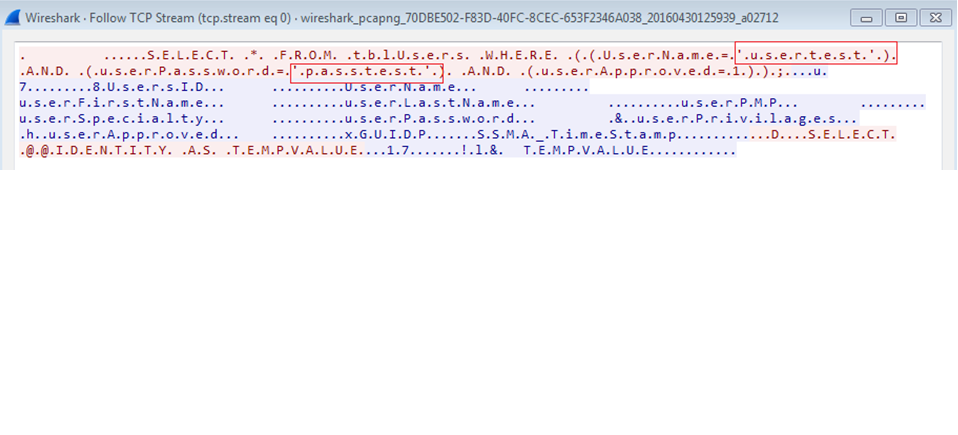 Wireshark · Follow TCP Stream (tcp.stream eq 0) · wireshark_pcapng_70DBE502-F83D-40FC-8CEC-653F2346A038_20160430125939_a02712
. ......S.E.L.E.C.T. .*. .F.R.O.M. .t.b.l.U.s.e.r.s. .W.H.E.R.E. .(.(.U.s.e.r.N.a.m.e.=.'.u.s.e.r.t.e.s.t.'.).
.A.N.D. .(.u.s.e.r.P.a.s.s.w.o.r.d.=.'.p.a.s.s.t.e.s.t.'.). .A.N.D. .(.u.s.e.r.A.p.p.r.o.v.e.d.=.1.).).;....u.
7.........8.U.s.e.r.s.I.D... ..........U.s.e.r.N.a.m.e... .........
u.s.e.r.F.i.r.s.t.N.a.m.e... ..........u.s.e.r.L.a.s.t.N.a.m.e... ..........u.s.e.r.P.M.P... .........
u.s.e.r.S.p.e.c.i.a.l.t.y... ..........u.s.e.r.P.a.s.s.w.o.r.d... .&..u.s.e.r.P.r.i.v.i.l.a.g.e.s...
.h..u.s.e.r.A.p.p.r.o.v.e.d... ..........x.G.U.I.D.P......S.S.M.A._.T.i.m.e.S.t.a.m.p..............D....S.E.L.E.C.T.
.@.@.I.D.E.N.T.I.T.Y. .A.S. .T.E.M.P.V.A.L.U.E....1.7.......!.l.&. T.E.M.P.V.A.L.U.E............